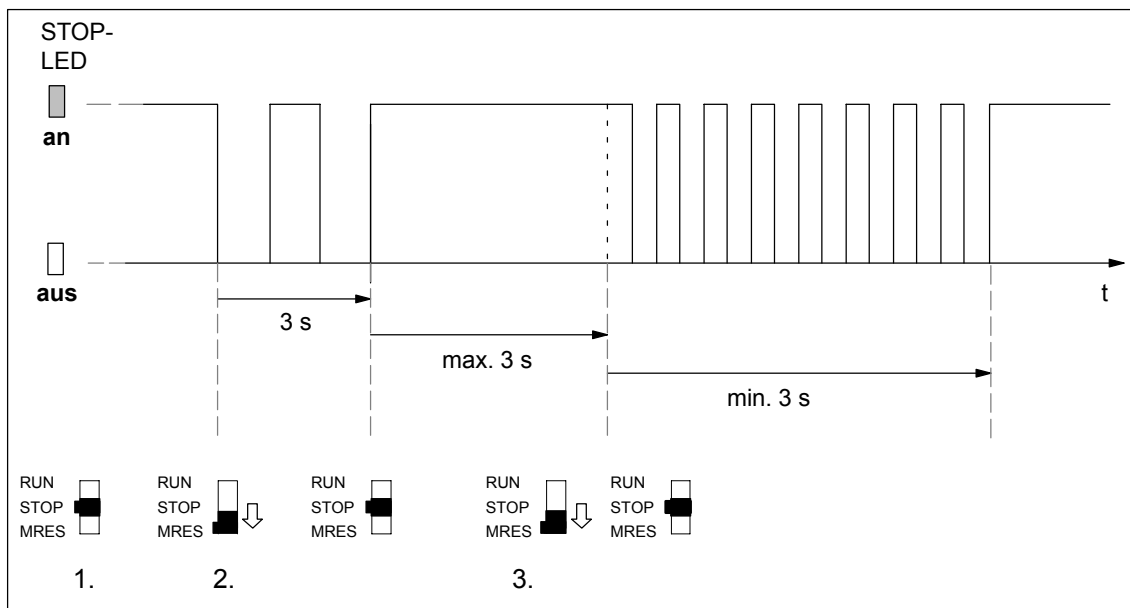 STOP-
LED
an
aus
t
3 s
max. 3 s
min. 3 s
RUN
STOP
MRES
RUN
STOP
MRES
RUN
STOP
MRES
RUN
STOP
MRES
RUN
STOP
MRES
1.
2.
3.